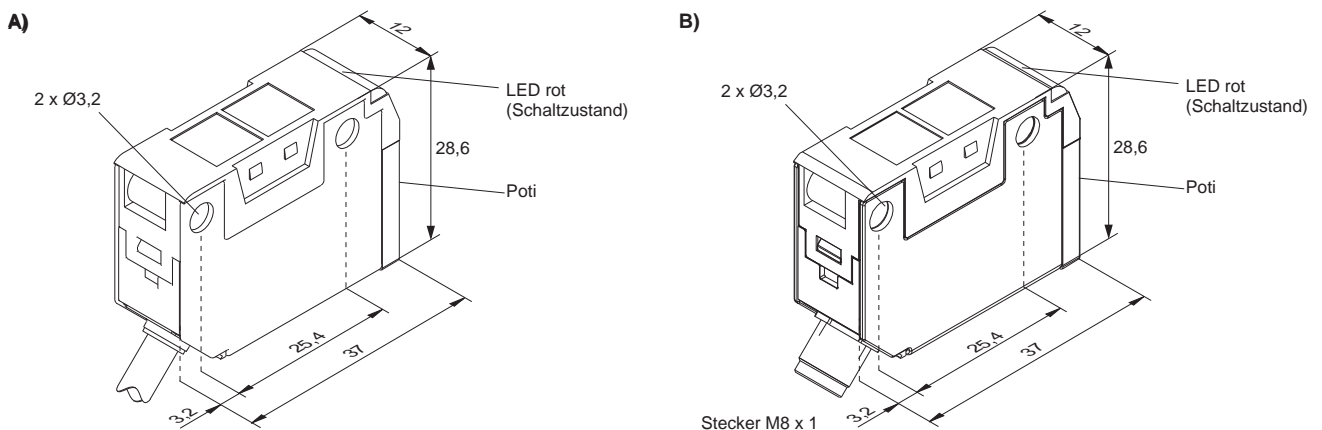 A)
12
LED rot
(Schaltzustand)
2 x Ø3,2
28,6
Poti
25,4
37
3,2
B)
12
LED rot
(Schaltzustand)
2 x Ø3,2
28,6
Poti
25,4
37
3,2
Stecker M8 x 1